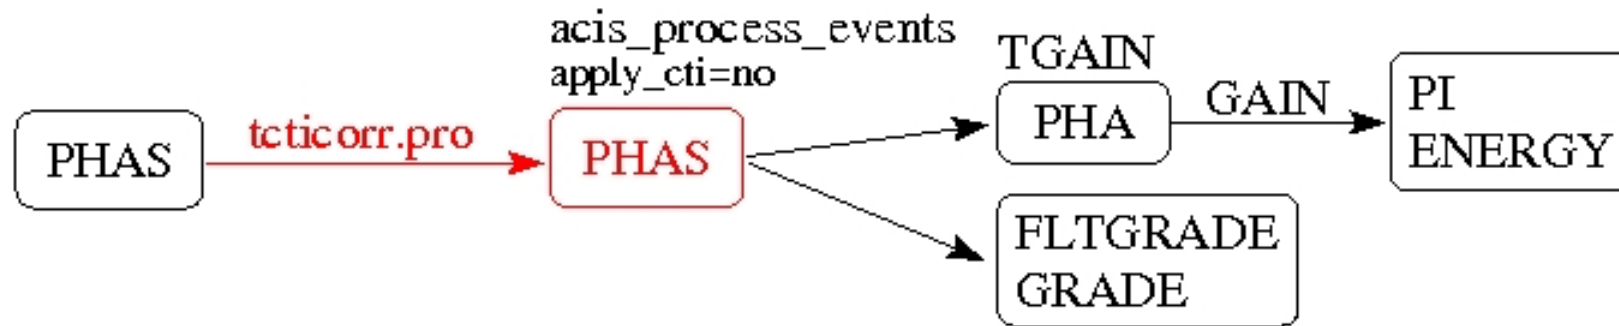 PHAS
tcticorr.pro
acis_process_events
apply_cti=no
PHAS
TGAIN
PHA
GAIN
PI
ENERGY
FLTGRADE
GRADE